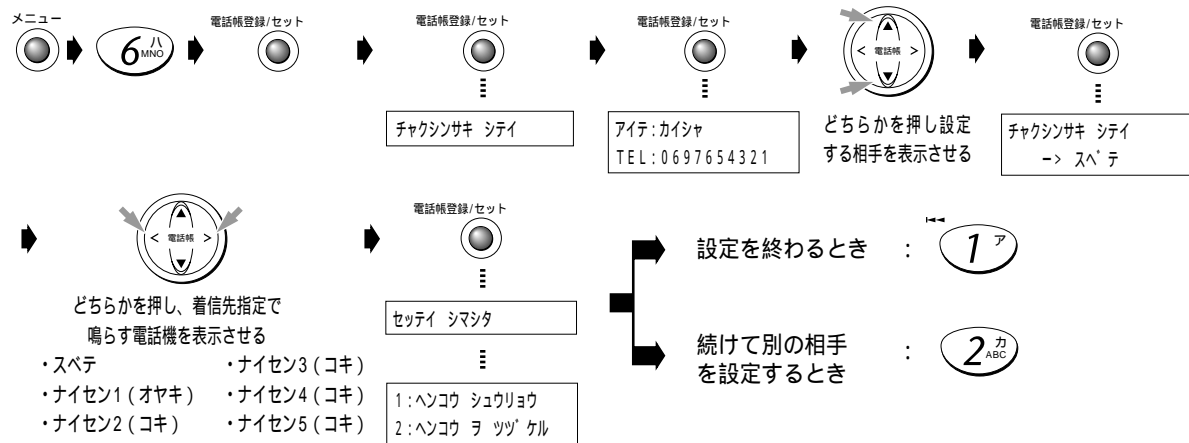 メニュー
6 ハ MNO
電話帳登録/セット
電話帳登録/セット
チャクシンサキ シテイ
電話帳登録/セット
アイテ:カイシャ
TEL:0697654321
< 電話帳 >
どちらかを押し設定
する相手を表示させる
電話帳登録/セット
チャクシンサキ シテイ
-> スベテ
< 電話帳 >
どちらかを押し、着信先指定で
鳴らす電話機を表示させる
・スベテ
・ナイセン1(オヤキ)
・ナイセン2(コキ)
・ナイセン3(コキ)
・ナイセン4(コキ)
・ナイセン5(コキ)
電話帳登録/セット
セッテイ シマシタ
1:ヘンコウ シュウリョウ
2:ヘンコウ ヲ ツヅケル
設定を終わるとき :
1 ア
続けて別の相手
を設定するとき :
2 カ ABC